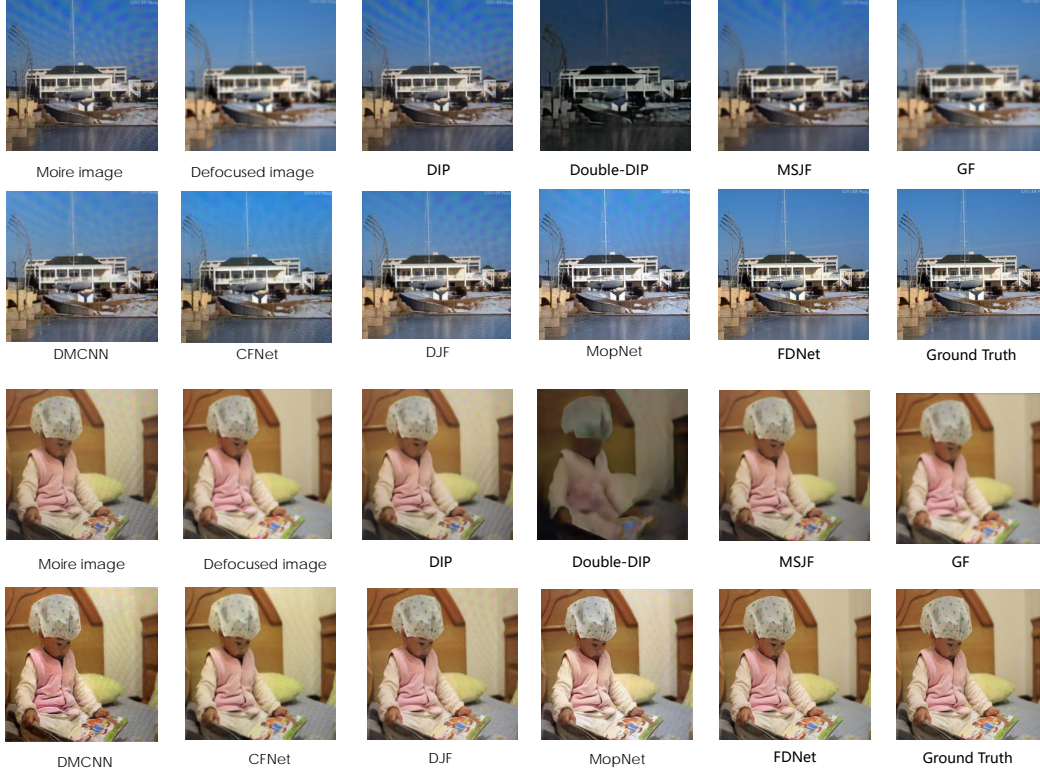 Moire image
Defocused image
DIP
Double-DIP
MSJF
GF
DMCNN
CFNet
DJF
MopNet
FDNet
Ground Truth
Moire image
Defocused image
DIP
Double-DIP
MSJF
GF
DMCNN
CFNet
DJF
MopNet
FDNet
Ground Truth